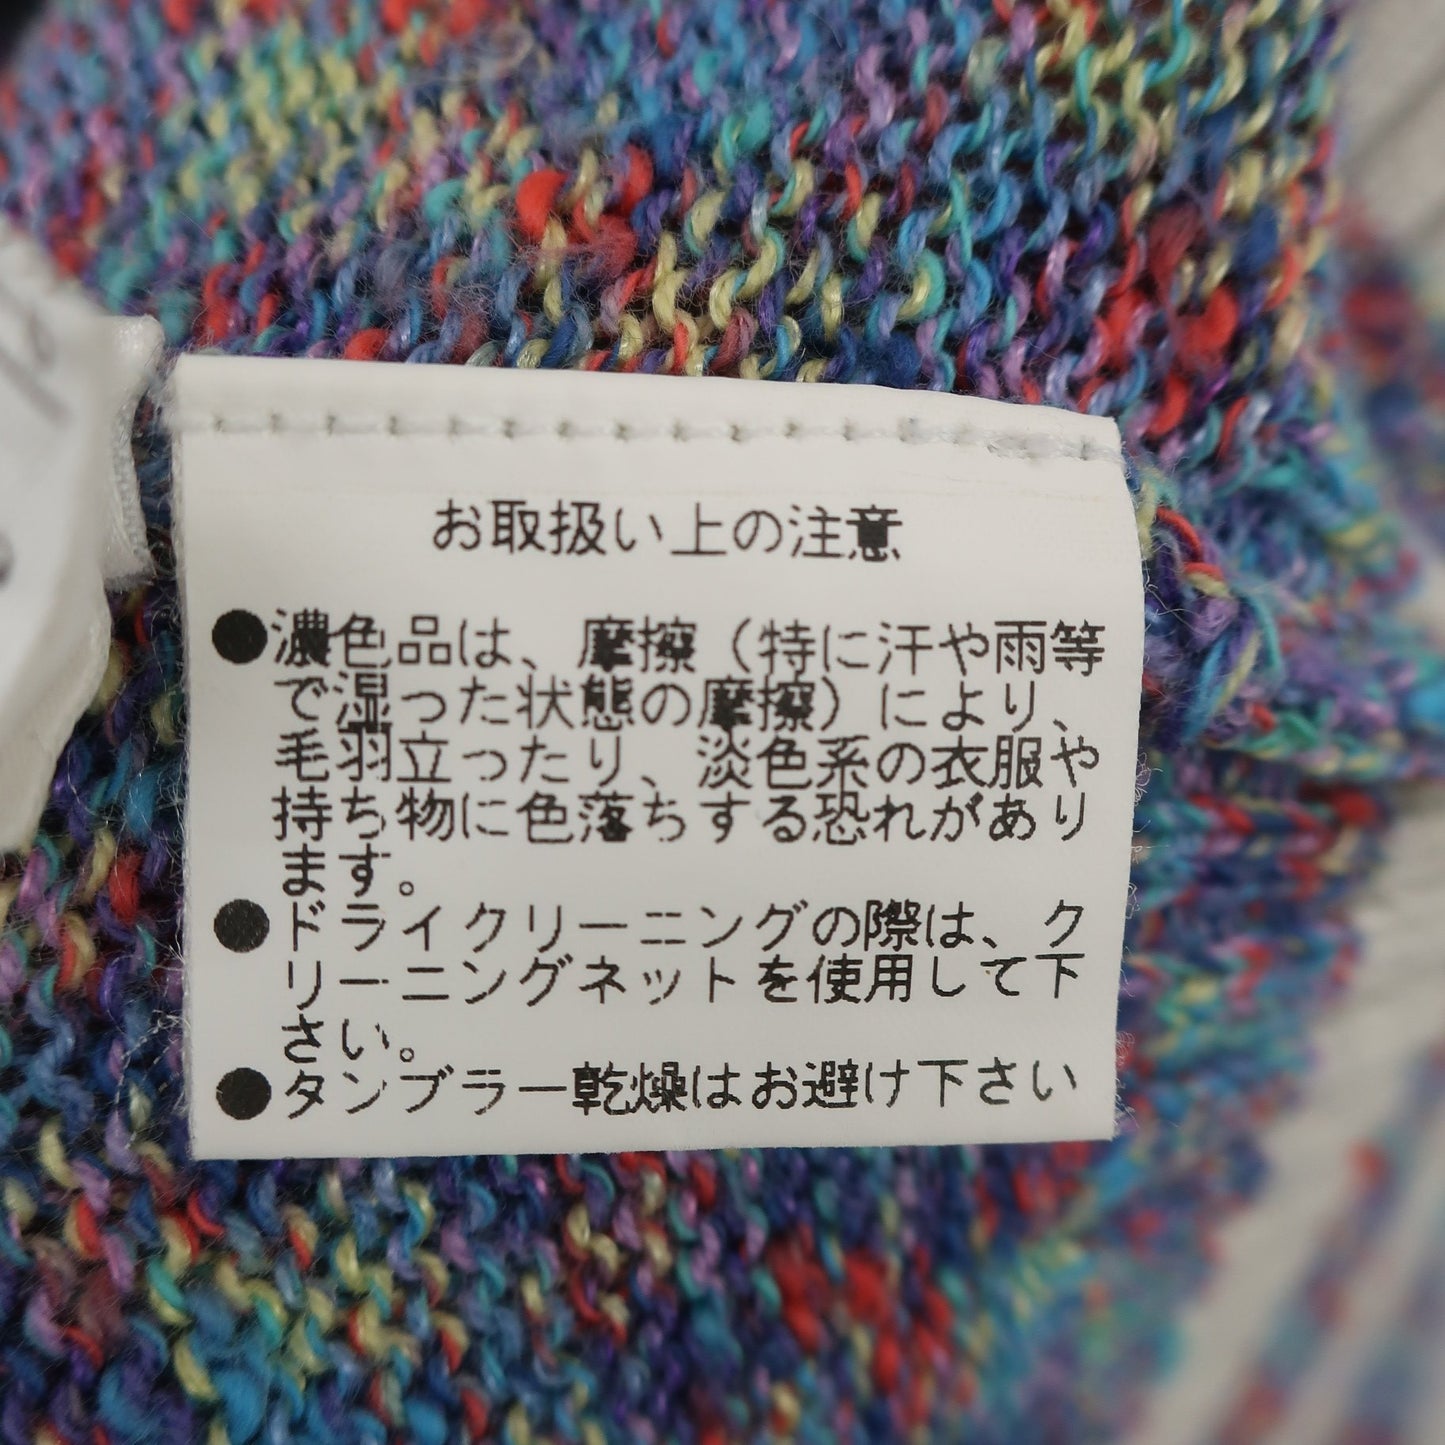 お取扱い上の注意
●濃色品は、摩擦（特に汗や雨等
で湿った状態の摩擦）により、
毛羽立ったり、淡色系の衣服や
持ち物に色落ちする恐れがあり
ます。
●ドライクリーニングの際は、ク
リーニングネットを使用して下
さい。
●タンブラー乾燥はお避け下さい